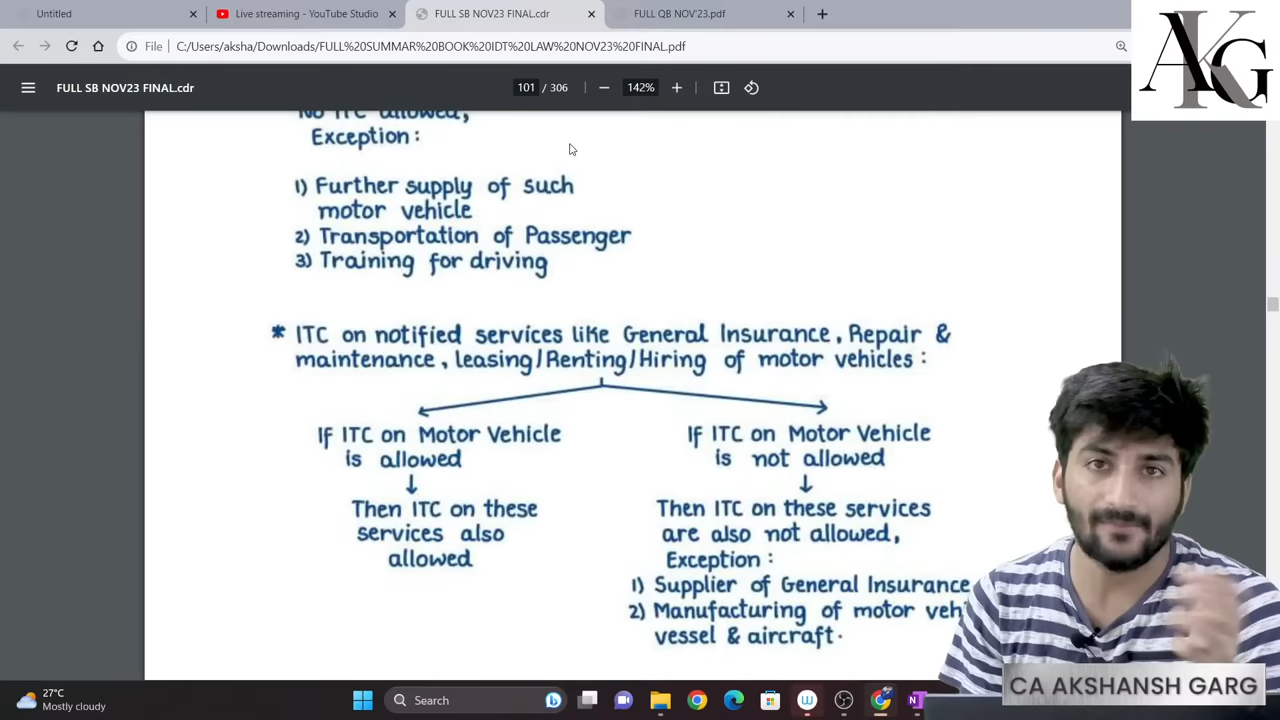 Untitled
Live streaming - YouTube Studio
FULL SB NOV23 FINAL.cdr
FULL QB NOV'23.pdf
File
C:/Users/aksha/Downloads/FULL%20SUMMAR%20BOOK%20IDT%20LAW%20NOV23%20FINAL.pdf
AKG
FULL SB NOV23 FINAL.cdr
101 / 306
142%
No ITC allowed,
Exception :
1) Further supply of such
motor vehicle
2) Transportation of Passenger
3) Training for driving
* ITC on notified services like General Insurance, Repair &
maintenance, leasing/Renting/Hiring of motor vehicles :
If ITC on Motor Vehicle
is allowed
Then ITC on these
services also
allowed
If ITC on Motor Vehicle
is not allowed
Then ITC on these services
are also not allowed,
Exception :
1) Supplier of General Insurance
2) Manufacturing of motor veh
vessel & aircraft.
27°C
Mostly cloudy
Search
CA AKSHANSH GARG